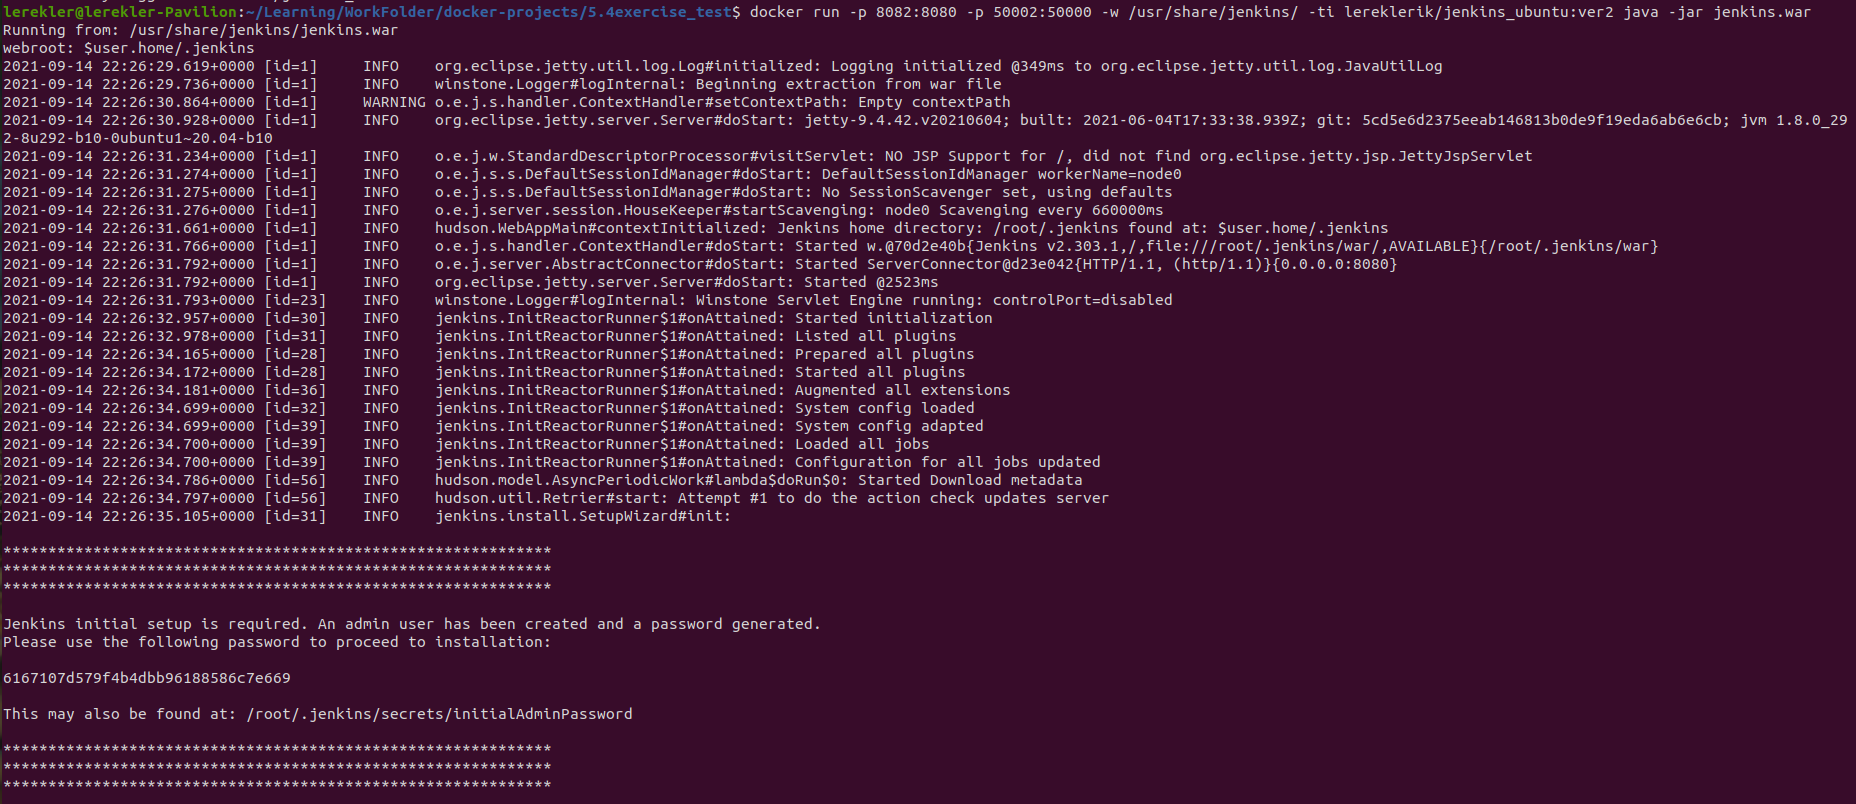 lerekler@lerekler-Pavilion:~/Learning/WorkFolder/docker-projects/5.4exercise_test$ docker run -p 8082:8080 -p 50002:50000 -w /usr/share/jenkins/ -ti lereklerik/jenkins_ubuntu:ver2 java -jar jenkins.war
Running from: /usr/share/jenkins/jenkins.war
webroot: $user.home/.jenkins
2021-09-14 22:26:29.619+0000 [id=1]     INFO    org.eclipse.jetty.util.log.Log#initialized: Logging initialized @349ms to org.eclipse.jetty.util.log.JavaUtilLog
2021-09-14 22:26:29.736+0000 [id=1]     INFO    winstone.Logger#logInternal: Beginning extraction from war file
2021-09-14 22:26:30.864+0000 [id=1]     WARNING o.e.j.s.handler.ContextHandler#setContextPath: Empty contextPath
2021-09-14 22:26:30.928+0000 [id=1]     INFO    org.eclipse.jetty.server.Server#doStart: jetty-9.4.42.v20210604; built: 2021-06-04T17:33:38.939Z; git: 5cd5e6d2375eeab146813b0de9f19eda6ab6e6cb; jvm 1.8.0_29
2-8u292-b10-0ubuntu1~20.04-b10
2021-09-14 22:26:31.234+0000 [id=1]     INFO    o.e.j.w.StandardDescriptorProcessor#visitServlet: NO JSP Support for /, did not find org.eclipse.jetty.jsp.JettyJspServlet
2021-09-14 22:26:31.274+0000 [id=1]     INFO    o.e.j.s.s.DefaultSessionIdManager#doStart: DefaultSessionIdManager workerName=node0
2021-09-14 22:26:31.275+0000 [id=1]     INFO    o.e.j.s.s.DefaultSessionIdManager#doStart: No SessionScavenger set, using defaults
2021-09-14 22:26:31.276+0000 [id=1]     INFO    o.e.j.server.session.HouseKeeper#startScavenging: node0 Scavenging every 660000ms
2021-09-14 22:26:31.661+0000 [id=1]     INFO    hudson.WebAppMain#contextInitialized: Jenkins home directory: /root/.jenkins found at: $user.home/.jenkins
2021-09-14 22:26:31.766+0000 [id=1]     INFO    o.e.j.s.handler.ContextHandler#doStart: Started w.@70d2e40b{Jenkins v2.303.1,/,file:///root/.jenkins/war/,AVAILABLE}{/root/.jenkins/war}
2021-09-14 22:26:31.792+0000 [id=1]     INFO    o.e.j.server.AbstractConnector#doStart: Started ServerConnector@d23e042{HTTP/1.1, (http/1.1)}{0.0.0.0:8080}
2021-09-14 22:26:31.792+0000 [id=1]     INFO    org.eclipse.jetty.server.Server#doStart: Started @2523ms
2021-09-14 22:26:31.793+0000 [id=23]    INFO    winstone.Logger#logInternal: Winstone Servlet Engine running: controlPort=disabled
2021-09-14 22:26:32.957+0000 [id=30]    INFO    jenkins.InitReactorRunner$1#onAttained: Started initialization
2021-09-14 22:26:32.978+0000 [id=31]    INFO    jenkins.InitReactorRunner$1#onAttained: Listed all plugins
2021-09-14 22:26:34.165+0000 [id=28]    INFO    jenkins.InitReactorRunner$1#onAttained: Prepared all plugins
2021-09-14 22:26:34.172+0000 [id=28]    INFO    jenkins.InitReactorRunner$1#onAttained: Started all plugins
2021-09-14 22:26:34.181+0000 [id=36]    INFO    jenkins.InitReactorRunner$1#onAttained: Augmented all extensions
2021-09-14 22:26:34.699+0000 [id=32]    INFO    jenkins.InitReactorRunner$1#onAttained: System config loaded
2021-09-14 22:26:34.699+0000 [id=39]    INFO    jenkins.InitReactorRunner$1#onAttained: System config adapted
2021-09-14 22:26:34.700+0000 [id=39]    INFO    jenkins.InitReactorRunner$1#onAttained: Loaded all jobs
2021-09-14 22:26:34.700+0000 [id=39]    INFO    jenkins.InitReactorRunner$1#onAttained: Configuration for all jobs updated
2021-09-14 22:26:34.786+0000 [id=56]    INFO    hudson.model.AsyncPeriodicWork#lambda$doRun$0: Started Download metadata
2021-09-14 22:26:34.797+0000 [id=56]    INFO    hudson.util.Retrier#start: Attempt #1 to do the action check updates server
2021-09-14 22:26:35.105+0000 [id=31]    INFO    jenkins.install.SetupWizard#init:
*************************************************************
*************************************************************
*************************************************************
Jenkins initial setup is required. An admin user has been created and a password generated.
Please use the following password to proceed to installation:
6167107d579f4b4dbb96188586c7e669
This may also be found at: /root/.jenkins/secrets/initialAdminPassword
*************************************************************
*************************************************************
*************************************************************